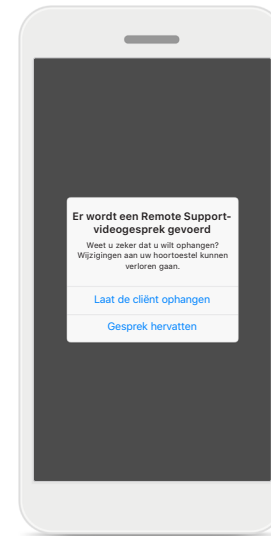 Er wordt een Remote Support-
videogesprek gevoerd
Weet u zeker dat u wilt ophangen?
Wijzigingen aan uw hoortoestel kunnen
verloren gaan.
Laat de cliënt ophangen
Gesprek hervatten